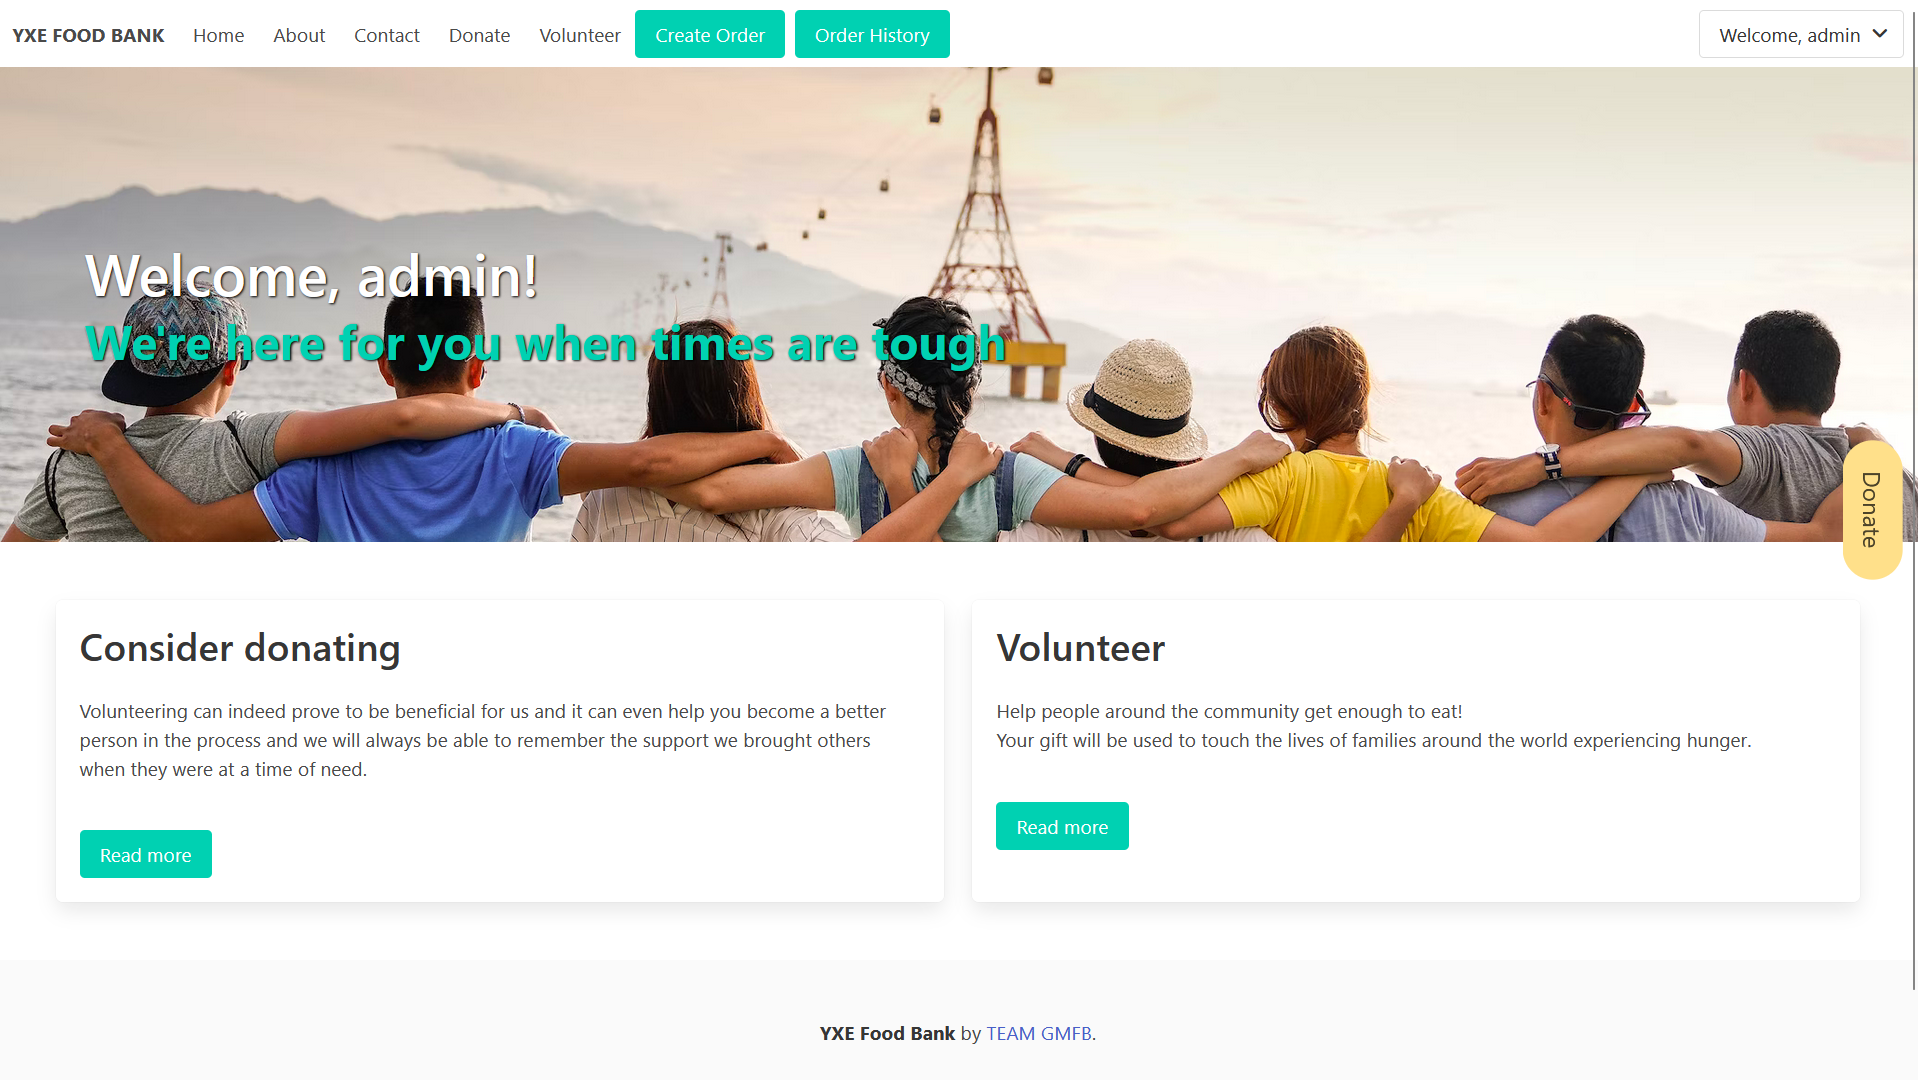 YXE FOOD BANK Home About Contact Donate Volunteer Create Order Order History Welcome, admin
Welcome, admin!
We're here for you when times are tough
Donate
Consider donating
Volunteering can indeed prove to be beneficial for us and it can even help you become a better
person in the process and we will always be able to remember the support we brought others
when they were at a time of need.
Read more
Volunteer
Help people around the community get enough to eat!
Your gift will be used to touch the lives of families around the world experiencing hunger.
Read more
YXE Food Bank by TEAM GMFB.